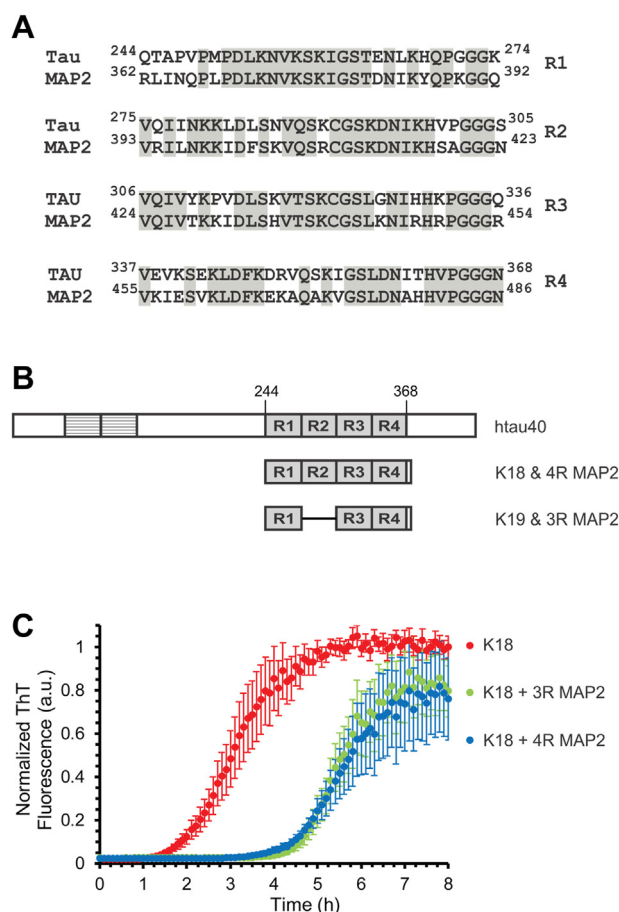 A
Tau 244 QTAPVPMPDLKNVKSKIGSTENLKHQPGGGK 274 R1
MAP2 362 RLINQPLPDLKNVKSKIGSTDNIKYQPKGGQ 392
Tau 275 VQIINKKLDLSNVQSKCGSKDNIKHVPGGGS 305 R2
MAP2 393 VRILNKKIDFSKVQSRCGSKDNIKHSAGGGN 423
TAU 306 VQIVYKPVDLSKVTSKCGSLGNIHHKPGGGQ 336 R3
MAP2 424 VQIVTKKIDLSHVTSKCGSLKNIRHRPGGGR 454
TAU 337 VEVKSEKLDFKDRVQSKIGSLDNITHVPGGGN 368 R4
MAP2 455 VKIESVKLDFKEKAQAKVGSLDNAHHVPGGGN 486
B
244 368
R1 R2 R3 R4 htau40
R1 R2 R3 R4 K18 & 4R MAP2
R1 R3 R4 K19 & 3R MAP2
C
Normalized ThT
Fluorescence (a.u.)
1
0.8
0.6
0.4
0.2
0
0 1 2 3 4 5 6 7 8
Time (h)
K18
K18 + 3R MAP2
K18 + 4R MAP2